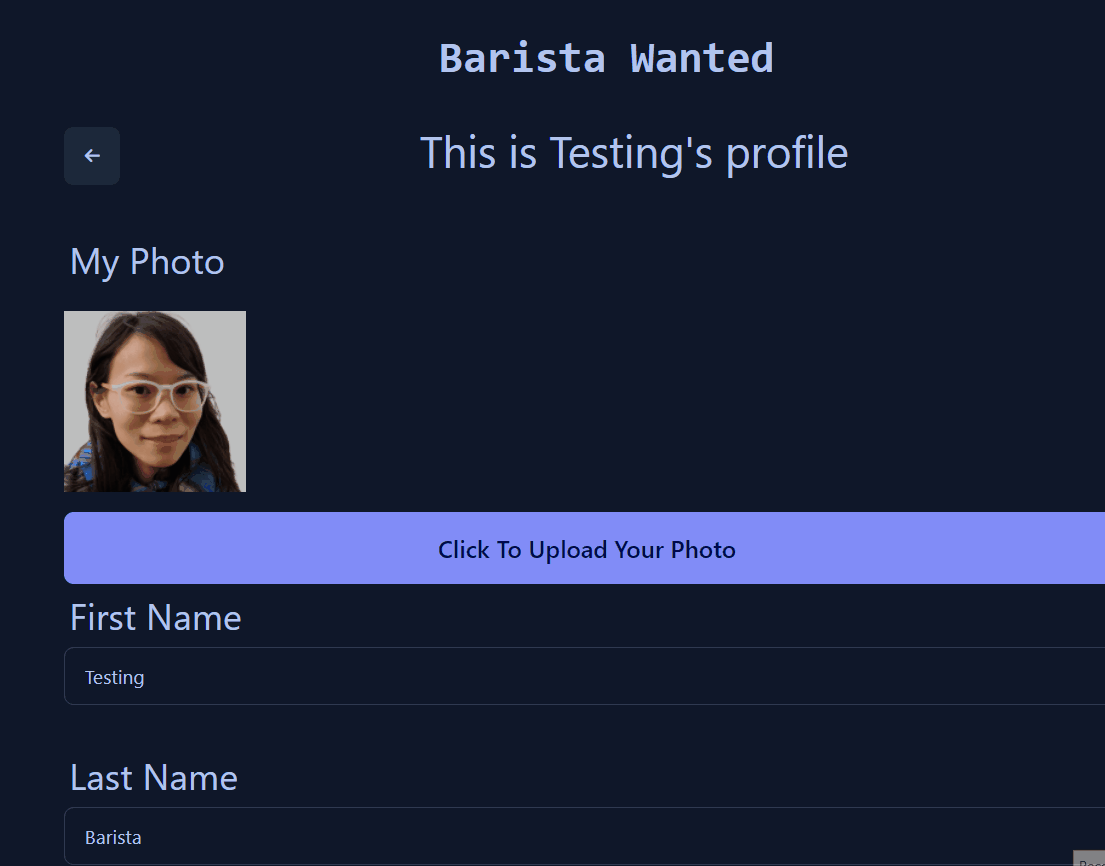 Barista Wanted
This is Testing's profile
My Photo
Click To Upload Your Photo
First Name
Testing
Last Name
Barista